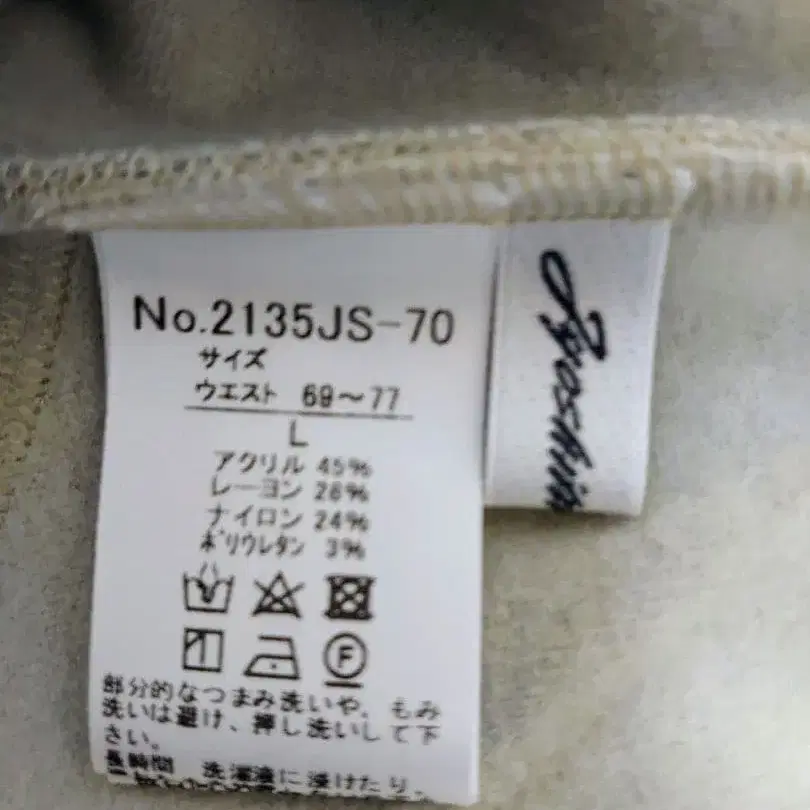 No.2135JS-70
サイズ
ウエスト 69～77
L
アクリル 45%
レーヨン 28%
ナイロン 24%
ポリウレタン 3%
F
部分的なつまみ洗いや、もみ
洗いは避け、押し洗いして下
さい。
長時間 洗濯液に浸けたり、